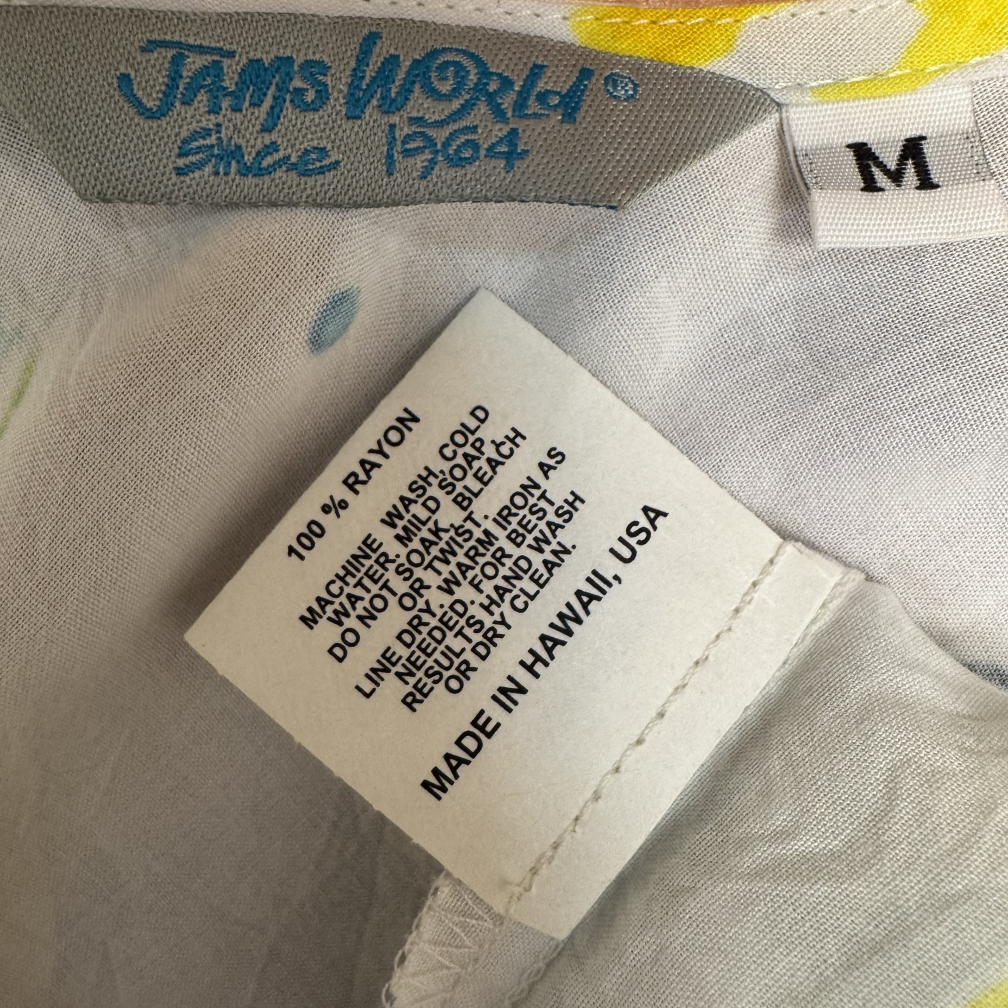 JAMS WORLD®
Since 1964
M
100 % RAYON
MACHINE WASH, COLD
WATER. MILD SOAP.
DO NOT SOAK, BLEACH
OR TWIST.
LINE DRY. WARM IRON AS
NEEDED. FOR BEST
RESULTS HAND WASH
OR DRY CLEAN.
MADE IN HAWAII, USA